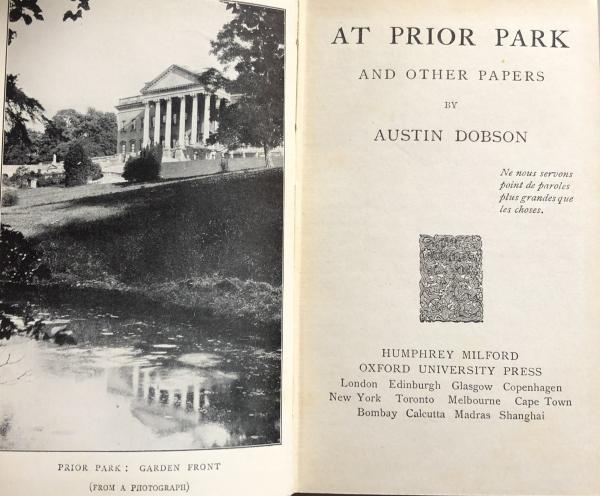 PRIOR PARK: GARDEN FRONT
(FROM A PHOTOGRAPH)
AT PRIOR PARK
AND OTHER PAPERS
BY
AUSTIN DOBSON
Ne nous servons
point de paroles
plus grandes que
les choses.
HUMPHREY MILFORD
OXFORD UNIVERSITY PRESS
London Edinburgh Glasgow Copenhagen
New York Toronto Melbourne Cape Town
Bombay Calcutta Madras Shanghai